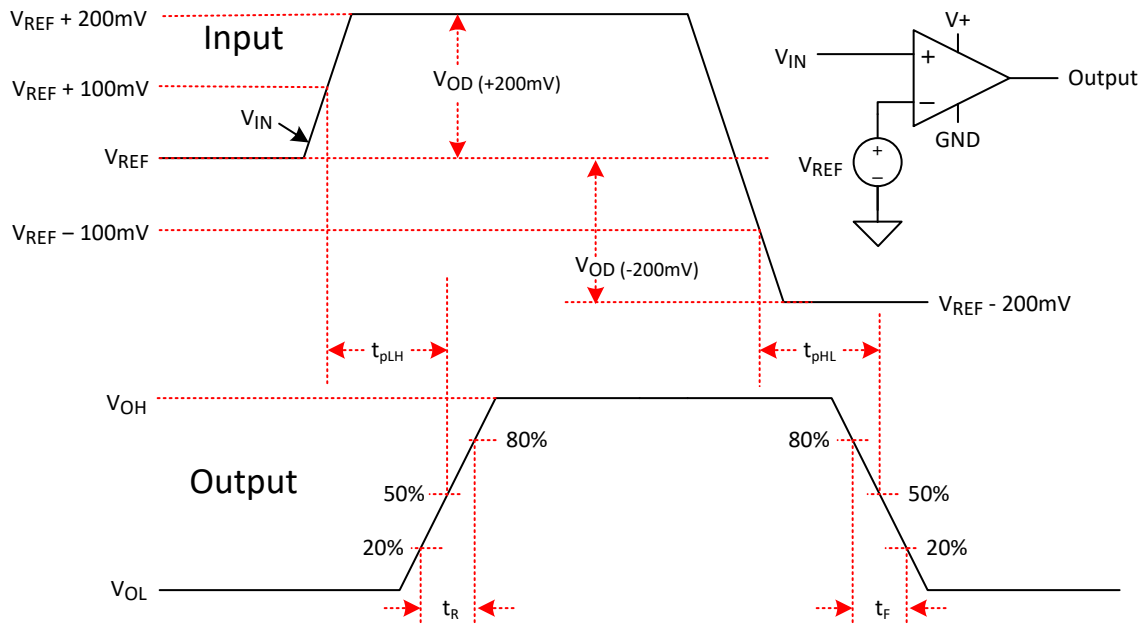 VREF + 200mV
Input
VREF + 100mV
VOD (+200mV)
VIN
VREF
VREF – 100mV
VOD (-200mV)
VREF - 200mV
V+
VIN
+
–
Output
GND
VREF
+
–
tpLH
tpHL
VOH
Output
80%
50%
20%
80%
50%
20%
VOL
tR
tF